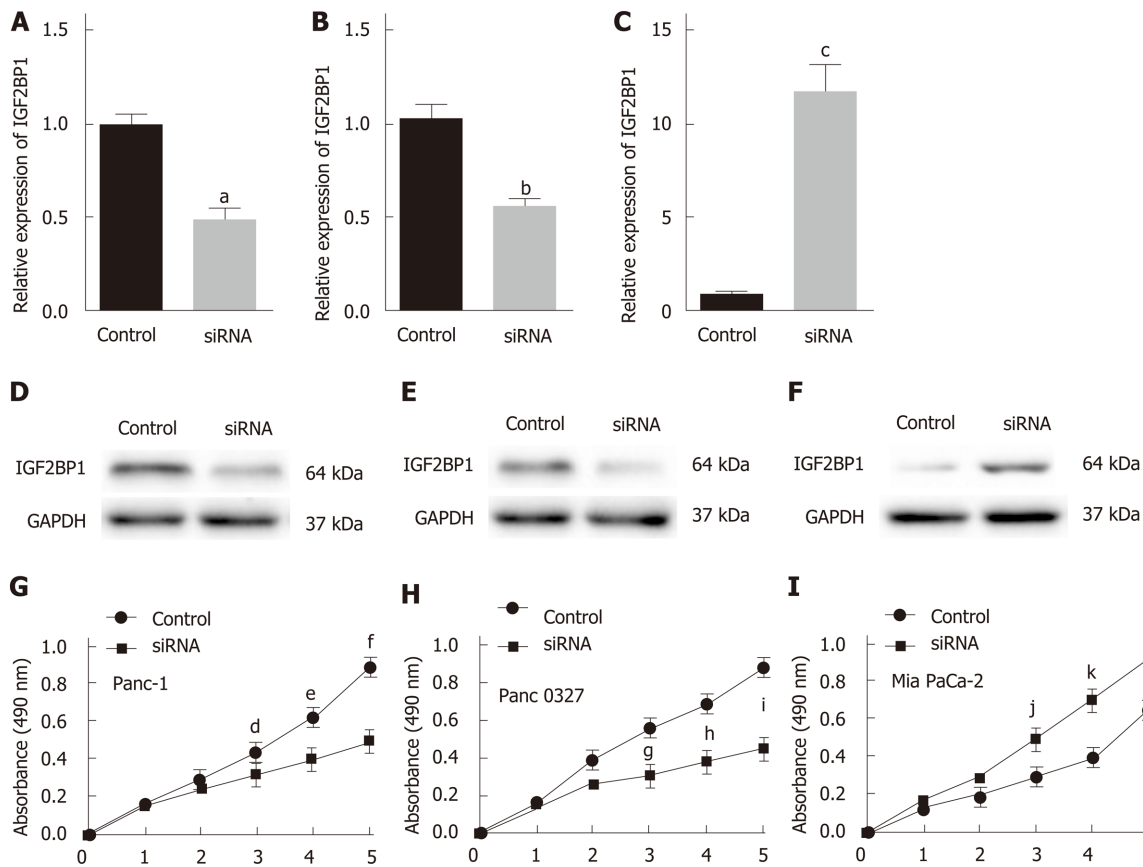 A
Relative expression of IGF2BP1
1.5
1.0
0.5
0.0
a
Control
siRNA
B
Relative expression of IGF2BP1
1.5
1.0
0.5
0.0
b
Control
siRNA
C
Relative expression of IGF2BP1
15
10
5
0
c
Control
siRNA
D
Control
siRNA
IGF2BP1
64 kDa
GAPDH
37 kDa
E
Control
siRNA
IGF2BP1
64 kDa
GAPDH
37 kDa
F
Control
siRNA
IGF2BP1
64 kDa
GAPDH
37 kDa
G
Control
siRNA
Panc-1
Absorbance (490 nm)
1.0
0.8
0.6
0.4
0.2
0.0
d
e
f
0 1 2 3 4 5
H
Control
siRNA
Panc 0327
Absorbance (490 nm)
1.0
0.8
0.6
0.4
0.2
0.0
g
h
i
0 1 2 3 4 5
I
Control
siRNA
Mia PaCa-2
Absorbance (490 nm)
1.0
0.8
0.6
0.4
0.2
0.0
j
k
0 1 2 3 4